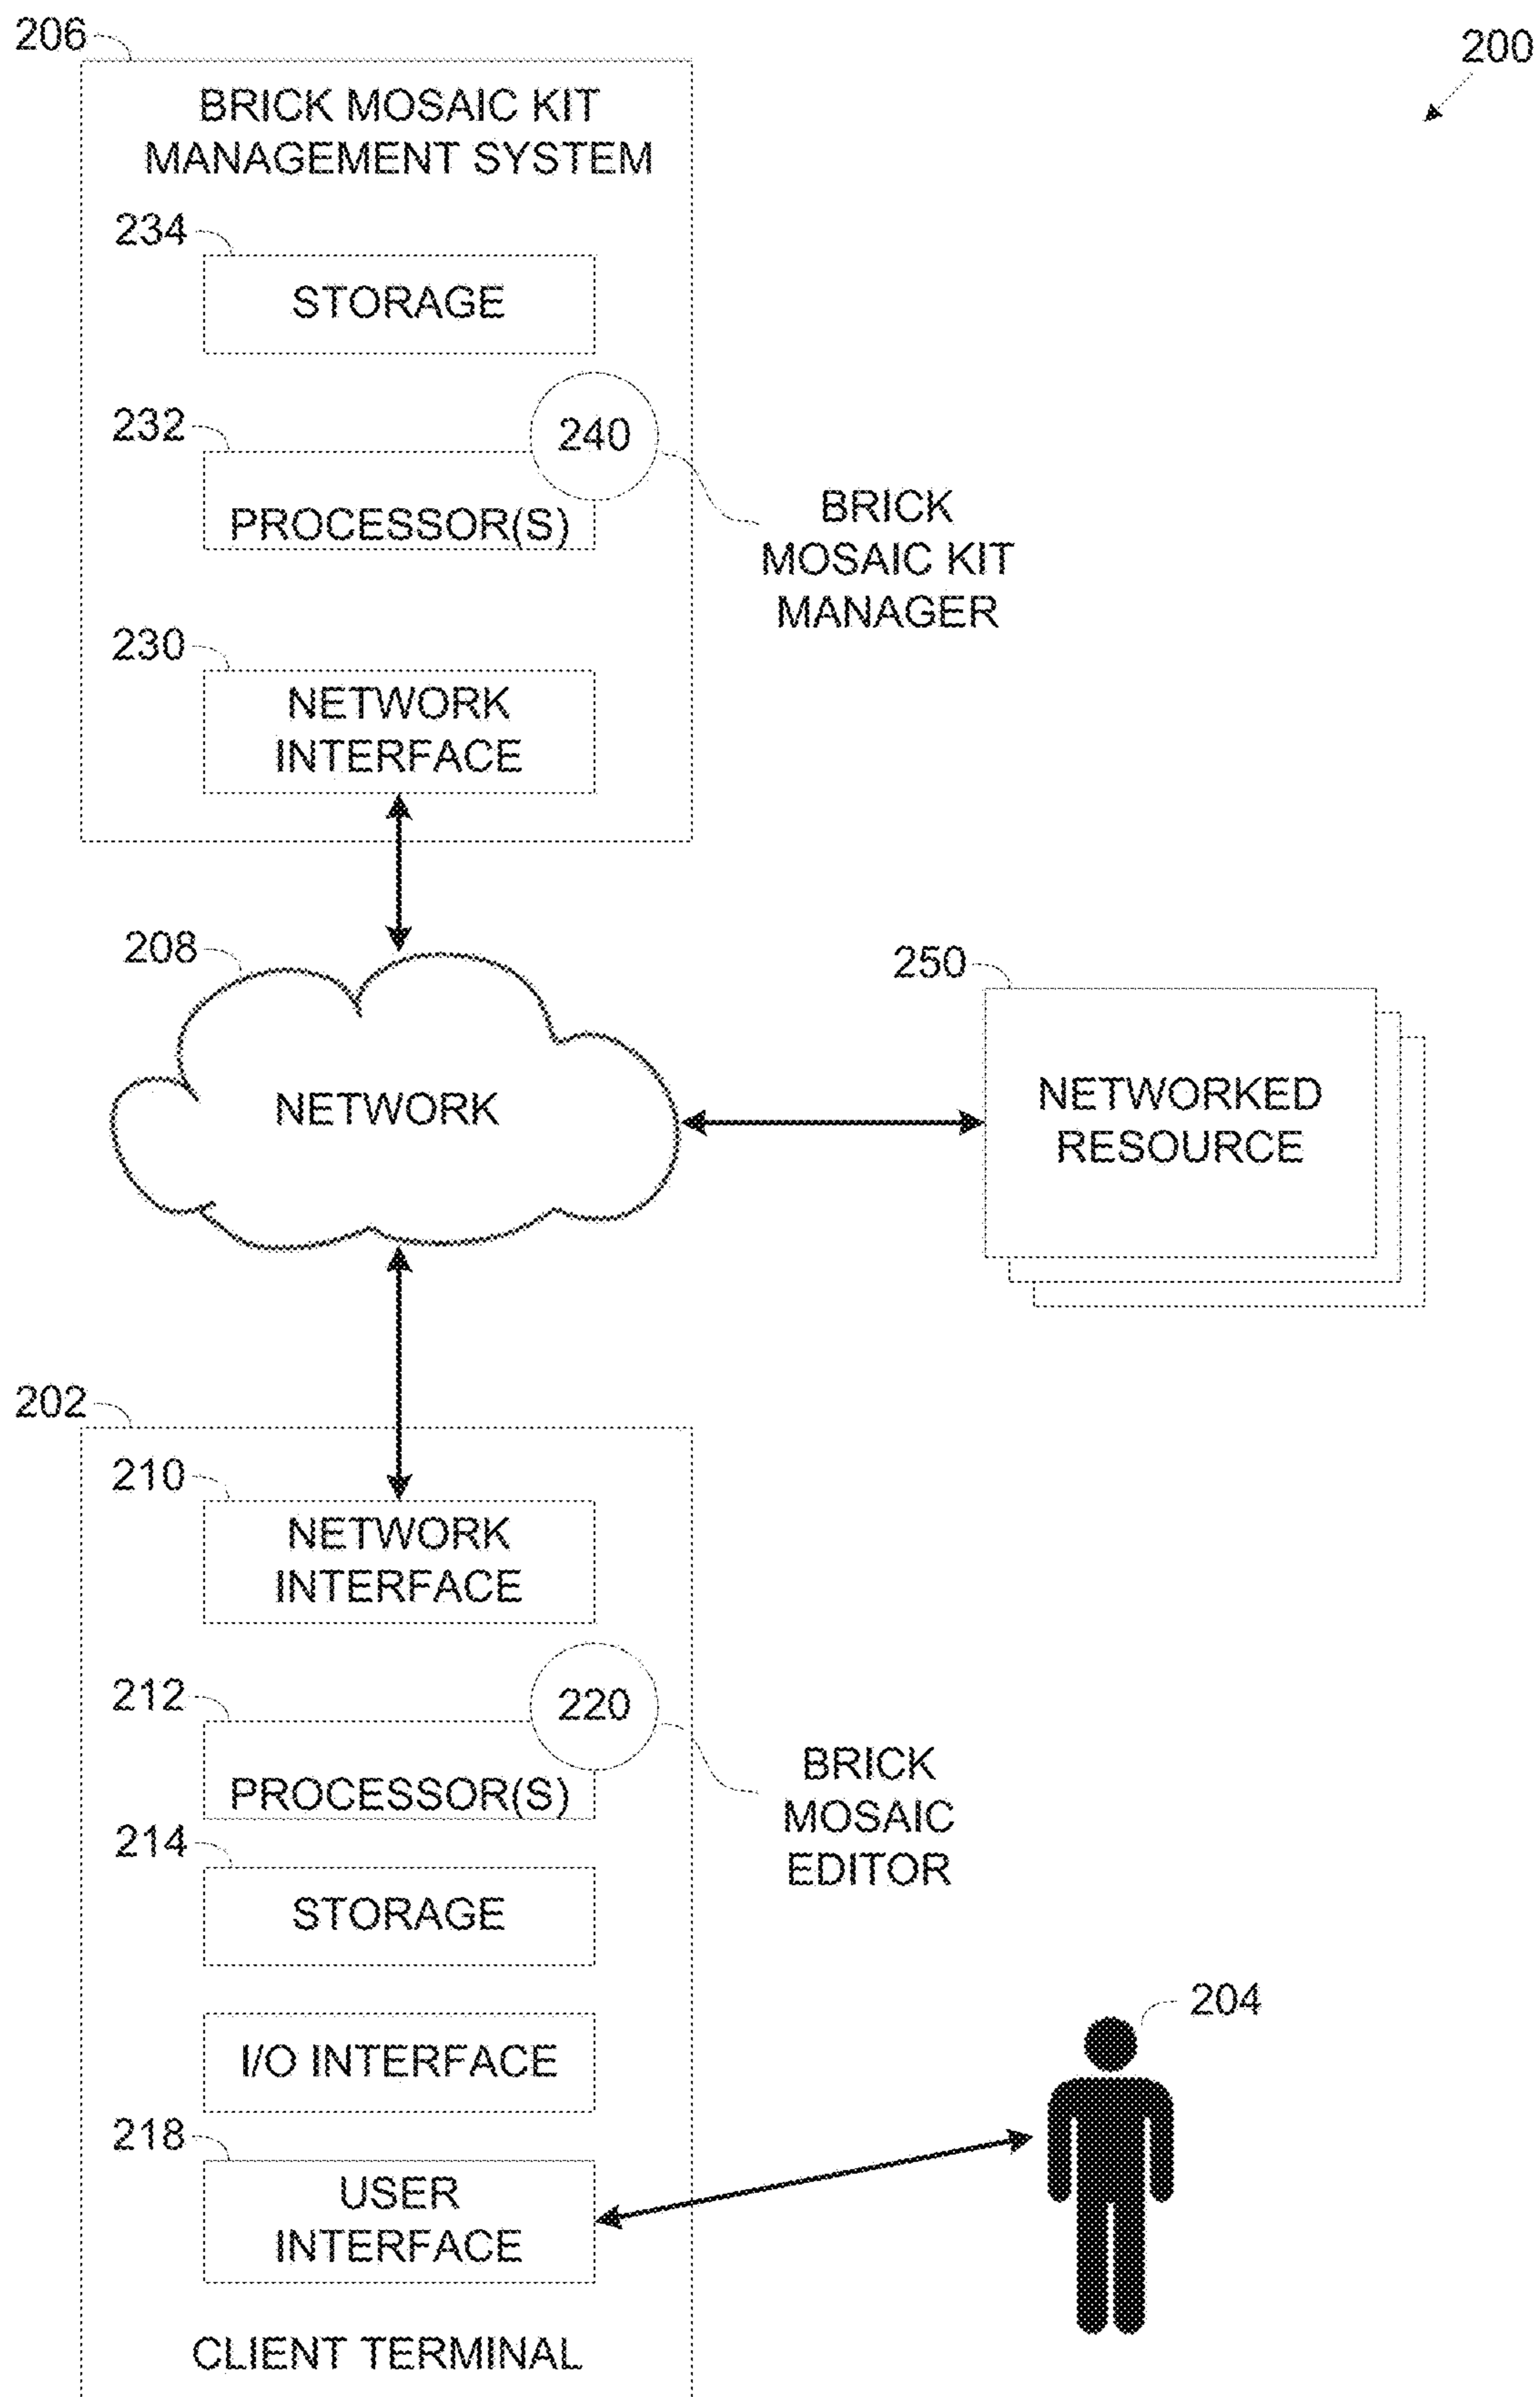 206
200
BRICK MOSAIC KIT
MANAGEMENT SYSTEM
234
STORAGE
232
240
PROCESSOR(S)
BRICK
MOSAIC KIT
MANAGER
230
NETWORK
INTERFACE
208
NETWORK
250
NETWORKED
RESOURCE
202
210
NETWORK
INTERFACE
212
220
PROCESSOR(S)
BRICK
MOSAIC
EDITOR
214
STORAGE
I/O INTERFACE
204
218
USER
INTERFACE
CLIENT TERMINAL